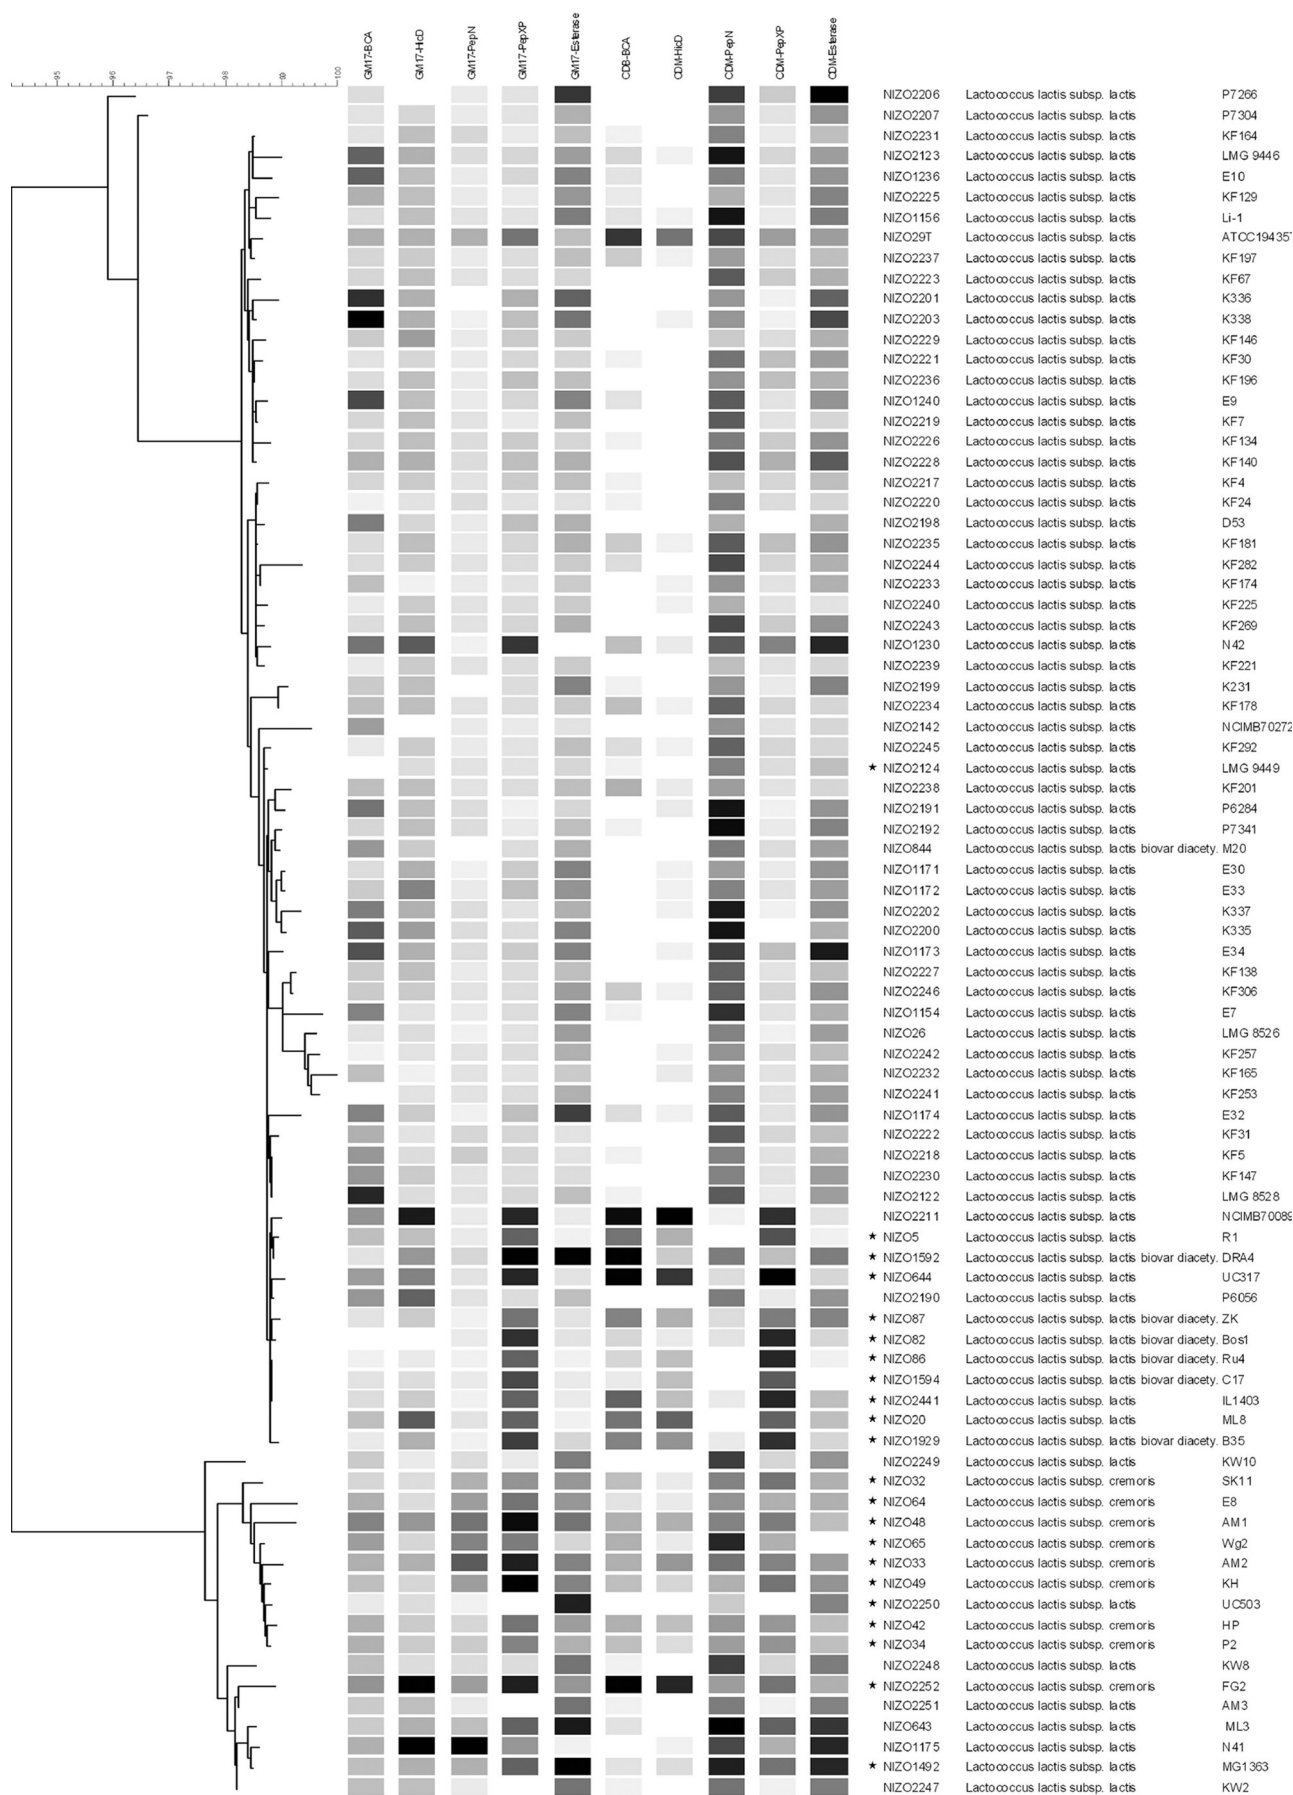 GM17-BCA GM17-HicD GM17-PepN GM17-PepXP GM17-Esterase CDB-BCA CDM-HicD CDM-PepN CDM-PepXP CDM-Esterase
95 96 97 98 99 100
NIZO2206 Lactococcus lactis subsp. lactis P7266
NIZO2207 Lactococcus lactis subsp. lactis P7304
NIZO2231 Lactococcus lactis subsp. lactis KF164
NIZO2123 Lactococcus lactis subsp. lactis LMG 9446
NIZO1236 Lactococcus lactis subsp. lactis E10
NIZO2225 Lactococcus lactis subsp. lactis KF129
NIZO1156 Lactococcus lactis subsp. lactis Li-1
NIZO29T Lactococcus lactis subsp. lactis ATCC19435T
NIZO2237 Lactococcus lactis subsp. lactis KF197
NIZO2223 Lactococcus lactis subsp. lactis KF67
NIZO2201 Lactococcus lactis subsp. lactis K336
NIZO2203 Lactococcus lactis subsp. lactis K338
NIZO2229 Lactococcus lactis subsp. lactis KF146
NIZO2221 Lactococcus lactis subsp. lactis KF30
NIZO2236 Lactococcus lactis subsp. lactis KF196
NIZO1240 Lactococcus lactis subsp. lactis E9
NIZO2219 Lactococcus lactis subsp. lactis KF7
NIZO2226 Lactococcus lactis subsp. lactis KF134
NIZO2228 Lactococcus lactis subsp. lactis KF140
NIZO2217 Lactococcus lactis subsp. lactis KF4
NIZO2220 Lactococcus lactis subsp. lactis KF24
NIZO2198 Lactococcus lactis subsp. lactis D53
NIZO2235 Lactococcus lactis subsp. lactis KF181
NIZO2244 Lactococcus lactis subsp. lactis KF282
NIZO2233 Lactococcus lactis subsp. lactis KF174
NIZO2240 Lactococcus lactis subsp. lactis KF225
NIZO2243 Lactococcus lactis subsp. lactis KF269
NIZO1230 Lactococcus lactis subsp. lactis N42
NIZO2239 Lactococcus lactis subsp. lactis KF221
NIZO2199 Lactococcus lactis subsp. lactis K231
NIZO2234 Lactococcus lactis subsp. lactis KF178
NIZO2142 Lactococcus lactis subsp. lactis NCIMB70272
NIZO2245 Lactococcus lactis subsp. lactis KF292
★ NIZO2124 Lactococcus lactis subsp. lactis LMG 9449
NIZO2238 Lactococcus lactis subsp. lactis KF201
NIZO2191 Lactococcus lactis subsp. lactis P6284
NIZO2192 Lactococcus lactis subsp. lactis P7341
NIZO844 Lactococcus lactis subsp. lactis biovar diacety. M20
NIZO1171 Lactococcus lactis subsp. lactis E30
NIZO1172 Lactococcus lactis subsp. lactis E33
NIZO2202 Lactococcus lactis subsp. lactis K337
NIZO2200 Lactococcus lactis subsp. lactis K335
NIZO1173 Lactococcus lactis subsp. lactis E34
NIZO2227 Lactococcus lactis subsp. lactis KF138
NIZO2246 Lactococcus lactis subsp. lactis KF306
NIZO1154 Lactococcus lactis subsp. lactis E7
NIZO26 Lactococcus lactis subsp. lactis LMG 8526
NIZO2242 Lactococcus lactis subsp. lactis KF257
NIZO2232 Lactococcus lactis subsp. lactis KF165
NIZO2241 Lactococcus lactis subsp. lactis KF253
NIZO1174 Lactococcus lactis subsp. lactis E32
NIZO2222 Lactococcus lactis subsp. lactis KF31
NIZO2218 Lactococcus lactis subsp. lactis KF5
NIZO2230 Lactococcus lactis subsp. lactis KF147
NIZO2122 Lactococcus lactis subsp. lactis LMG 8528
NIZO2211 Lactococcus lactis subsp. lactis NCIMB70089
★ NIZO5 Lactococcus lactis subsp. lactis R1
★ NIZO1592 Lactococcus lactis subsp. lactis biovar diacety. DRA4
★ NIZO644 Lactococcus lactis subsp. lactis UC317
NIZO2190 Lactococcus lactis subsp. lactis P6056
★ NIZO87 Lactococcus lactis subsp. lactis biovar diacety. ZK
★ NIZO82 Lactococcus lactis subsp. lactis biovar diacety. Bos1
★ NIZO86 Lactococcus lactis subsp. lactis biovar diacety. Ru4
★ NIZO1594 Lactococcus lactis subsp. lactis biovar diacety. C17
★ NIZO2441 Lactococcus lactis subsp. lactis IL1403
★ NIZO20 Lactococcus lactis subsp. lactis ML8
★ NIZO1929 Lactococcus lactis subsp. lactis biovar diacety. B35
NIZO2249 Lactococcus lactis subsp. lactis KW10
★ NIZO32 Lactococcus lactis subsp. cremoris SK11
★ NIZO64 Lactococcus lactis subsp. cremoris E8
★ NIZO48 Lactococcus lactis subsp. cremoris AM1
★ NIZO65 Lactococcus lactis subsp. cremoris Wg2
★ NIZO33 Lactococcus lactis subsp. cremoris AM2
★ NIZO49 Lactococcus lactis subsp. cremoris KH
★ NIZO2250 Lactococcus lactis subsp. lactis UC503
★ NIZO42 Lactococcus lactis subsp. cremoris HP
★ NIZO34 Lactococcus lactis subsp. cremoris P2
NIZO2248 Lactococcus lactis subsp. lactis KW8
★ NIZO2252 Lactococcus lactis subsp. cremoris FG2
NIZO2251 Lactococcus lactis subsp. lactis AM3
NIZO643 Lactococcus lactis subsp. lactis ML3
NIZO1175 Lactococcus lactis subsp. lactis N41
★ NIZO1492 Lactococcus lactis subsp. lactis MG1363
NIZO2247 Lactococcus lactis subsp. lactis KW2